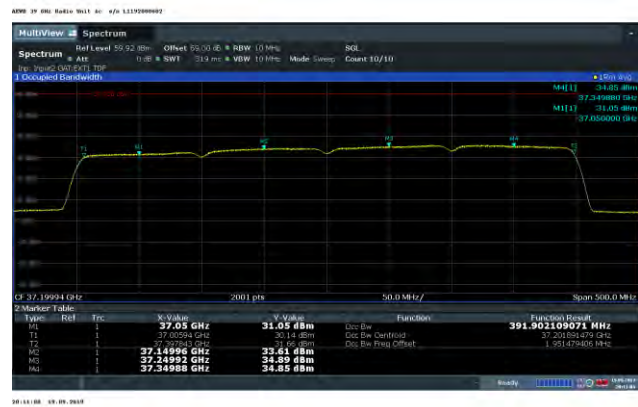 AEWB 39 GHz Radio Unit
MultiView Spectrum
Spectrum Ref Level 59.92 dBm Offset 69.00 dB RBW 10 MHz SGL
Att 0 dB SWT 319 ms VBW 10 MHz Mode Sweep Count 10/10
1 Occupied Bandwidth
M4[1] 34.85 dBm
37.349880 GHz
M1[1] 31.05 dBm
37.050000 GHz
T1 M1 M2 M3 M4
CF 37.19994 GHz 2001 pts 50.0 MHz/ Span 500.0 MHz
2 Marker Table
Type Ref Trc X-Value Y-Value Function Function Result
M1 1 37.05 GHz 31.05 dBm Occ Bw 391.902109071 MHz
T1 1 37.00594 GHz 30.14 dBm Occ Bw Centroid 37.201891479 GHz
T2 1 37.397843 GHz 31.66 dBm Occ Bw Freq Offset 1.951479406 MHz
M2 1 37.14996 GHz 33.61 dBm
M3 1 37.24992 GHz 34.89 dBm
M4 1 37.34988 GHz 34.85 dBm
Ready